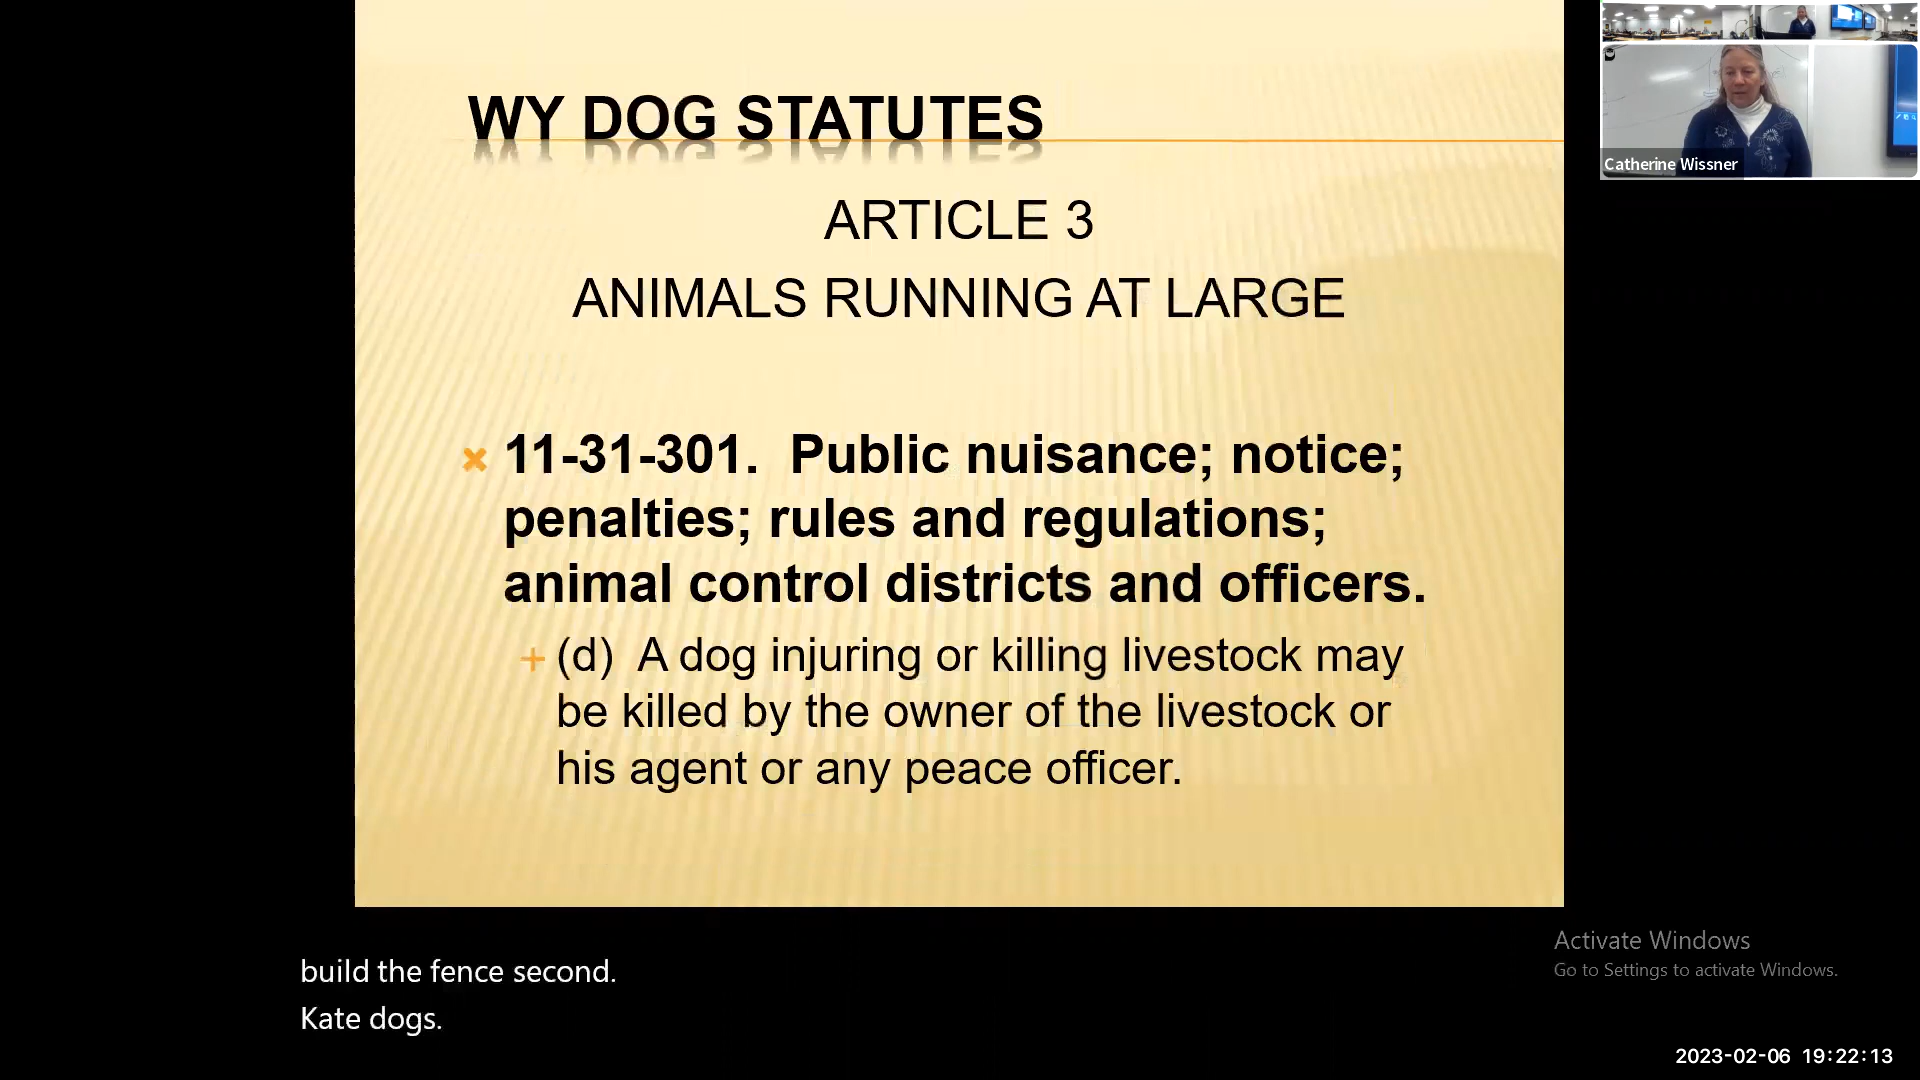 WY DOG STATUTES
ARTICLE 3
ANIMALS RUNNING AT LARGE
11-31-301.  Public nuisance; notice;
penalties; rules and regulations;
animal control districts and officers.
(d)  A dog injuring or killing livestock may
be killed by the owner of the livestock or
his agent or any peace officer.
Catherine Wissner
build the fence second.
Kate dogs.
Activate Windows
Go to Settings to activate Windows.
2023-02-06 19:22:13